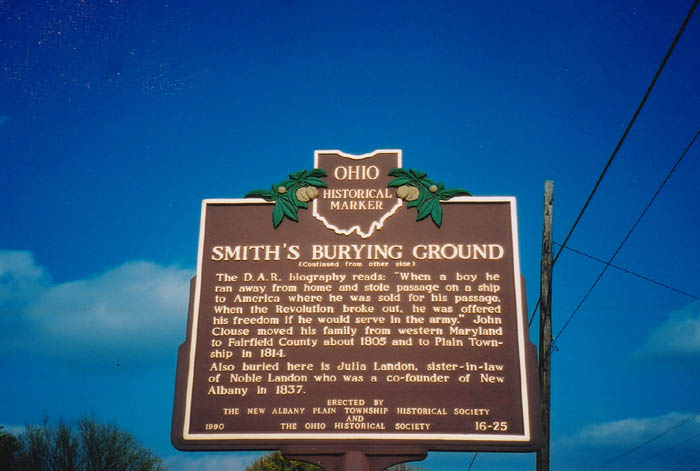 OHIO
HISTORICAL
MARKER
SMITH'S BURYING GROUND
(Continued from other side)
The D.A.R. biography reads: "When a boy he
ran away from home and stole passage on a ship
to America where he was sold for his passage.
When the Revolution broke out, he was offered
his freedom if he would serve in the army." John
Clouse moved his family from western Maryland
to Fairfield County about 1805 and to Plain Town-
ship in 1814.
Also buried here is Julia Landon, sister-in-law
of Noble Landon who was a co-founder of New
Albany in 1837.
ERECTED BY
THE NEW ALBANY PLAIN TOWNSHIP HISTORICAL SOCIETY
AND
1990 THE OHIO HISTORICAL SOCIETY 16-25